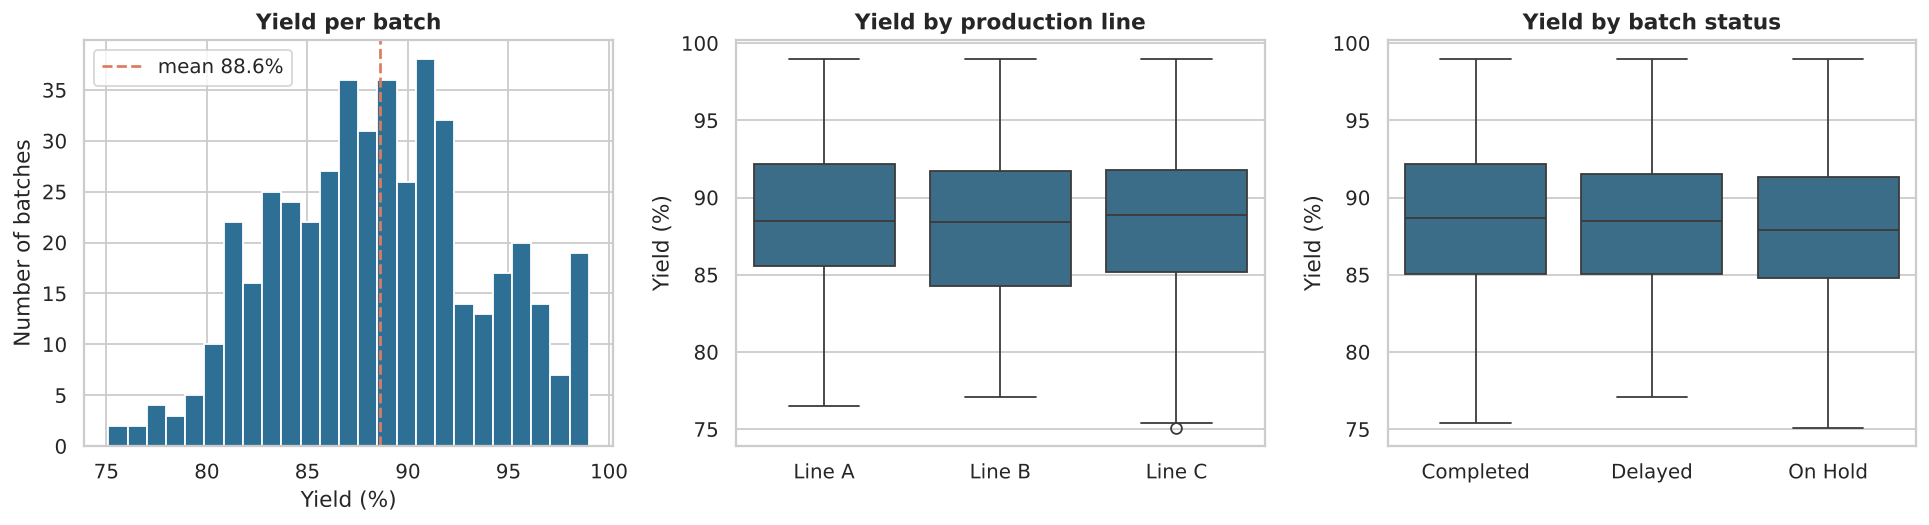 Yield per batch
mean 88.6%
35
30
25
20
15
10
5
0
Number of batches
75 80 85 90 95 100
Yield (%)
Yield by production line
100
95
90
85
80
75
Yield (%)
Line A Line B Line C
Yield by batch status
100
95
90
85
80
75
Yield (%)
Completed Delayed On Hold